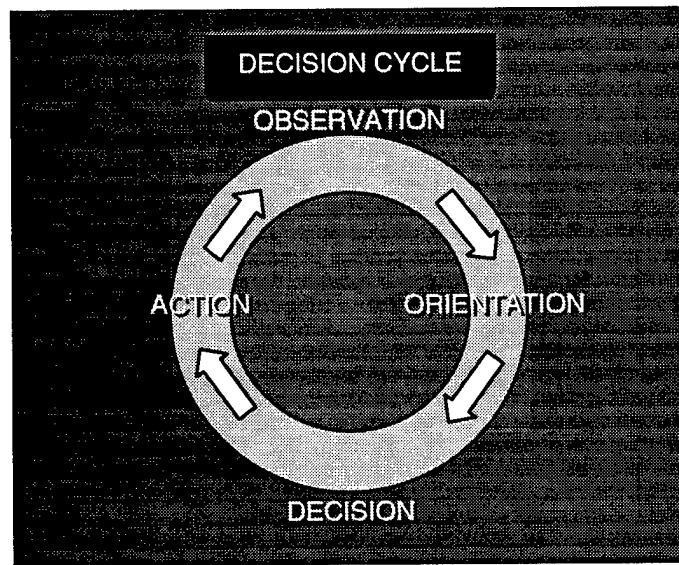 DECISION CYCLE
OBSERVATION
ACTION
ORIENTATION
DECISION